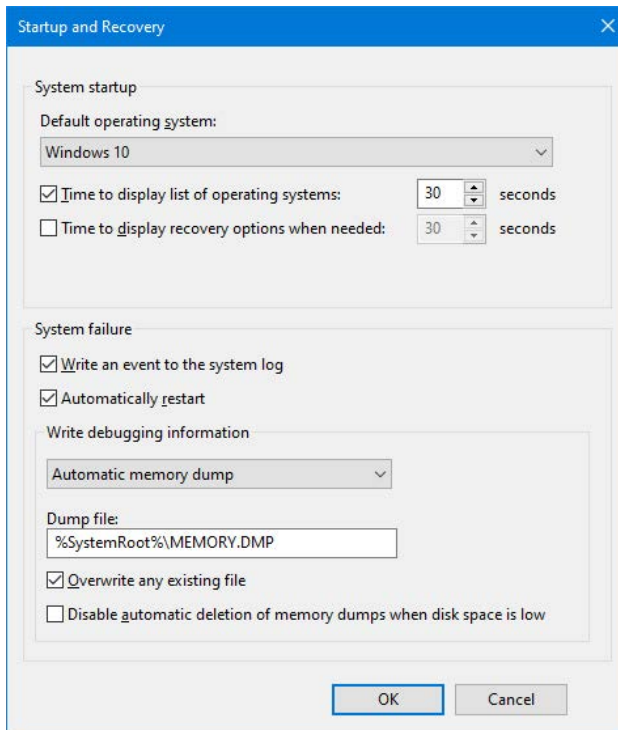 Startup and Recovery
System startup
Default operating system:
Windows 10
Time to display list of operating systems: 30 seconds
Time to display recovery options when needed: 30 seconds
System failure
Write an event to the system log
Automatically restart
Write debugging information
Automatic memory dump
Dump file:
%SystemRoot%\MEMORY.DMP
Overwrite any existing file
Disable automatic deletion of memory dumps when disk space is low
OK Cancel